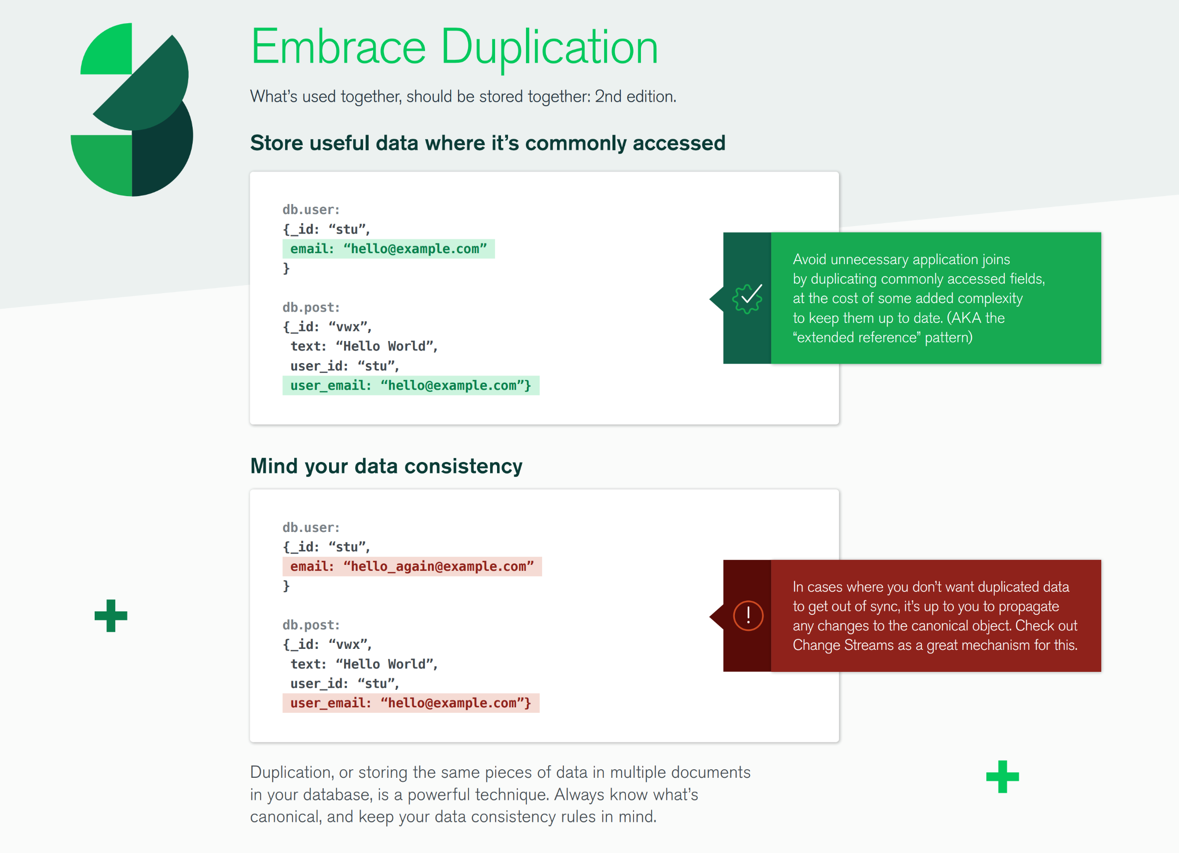 Embrace Duplication
What’s used together, should be stored together: 2nd edition.
Store useful data where it’s commonly accessed
db.user:
{_id: “stu”,
email: “hello@example.com”
}
db.post:
{_id: “vwx”,
text: “Hello World”,
user_id: “stu”,
user_email: “hello@example.com”}
Avoid unnecessary application joins
by duplicating commonly accessed fields,
at the cost of some added complexity
to keep them up to date. (AKA the
“extended reference” pattern)
Mind your data consistency
db.user:
{_id: “stu”,
email: “hello_again@example.com”
}
db.post:
{_id: “vwx”,
text: “Hello World”,
user_id: “stu”,
user_email: “hello@example.com”}
In cases where you don’t want duplicated data
to get out of sync, it’s up to you to propagate
any changes to the canonical object. Check out
Change Streams as a great mechanism for this.
Duplication, or storing the same pieces of data in multiple documents
in your database, is a powerful technique. Always know what’s
canonical, and keep your data consistency rules in mind.